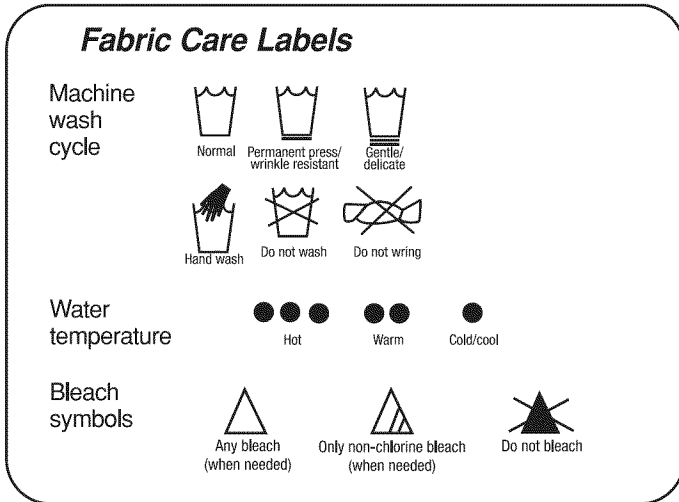 Fabric Care Labels
Machine
wash
cycle
Normal
Permanent press/
wrinkle resistant
Gentle/
delicate
Hand wash
Do not wash
Do not wring
Water
temperature
Hot
Warm
Cold/cool
Bleach
symbols
Any bleach
(when needed)
Only non-chlorine bleach
(when needed)
Do not bleach